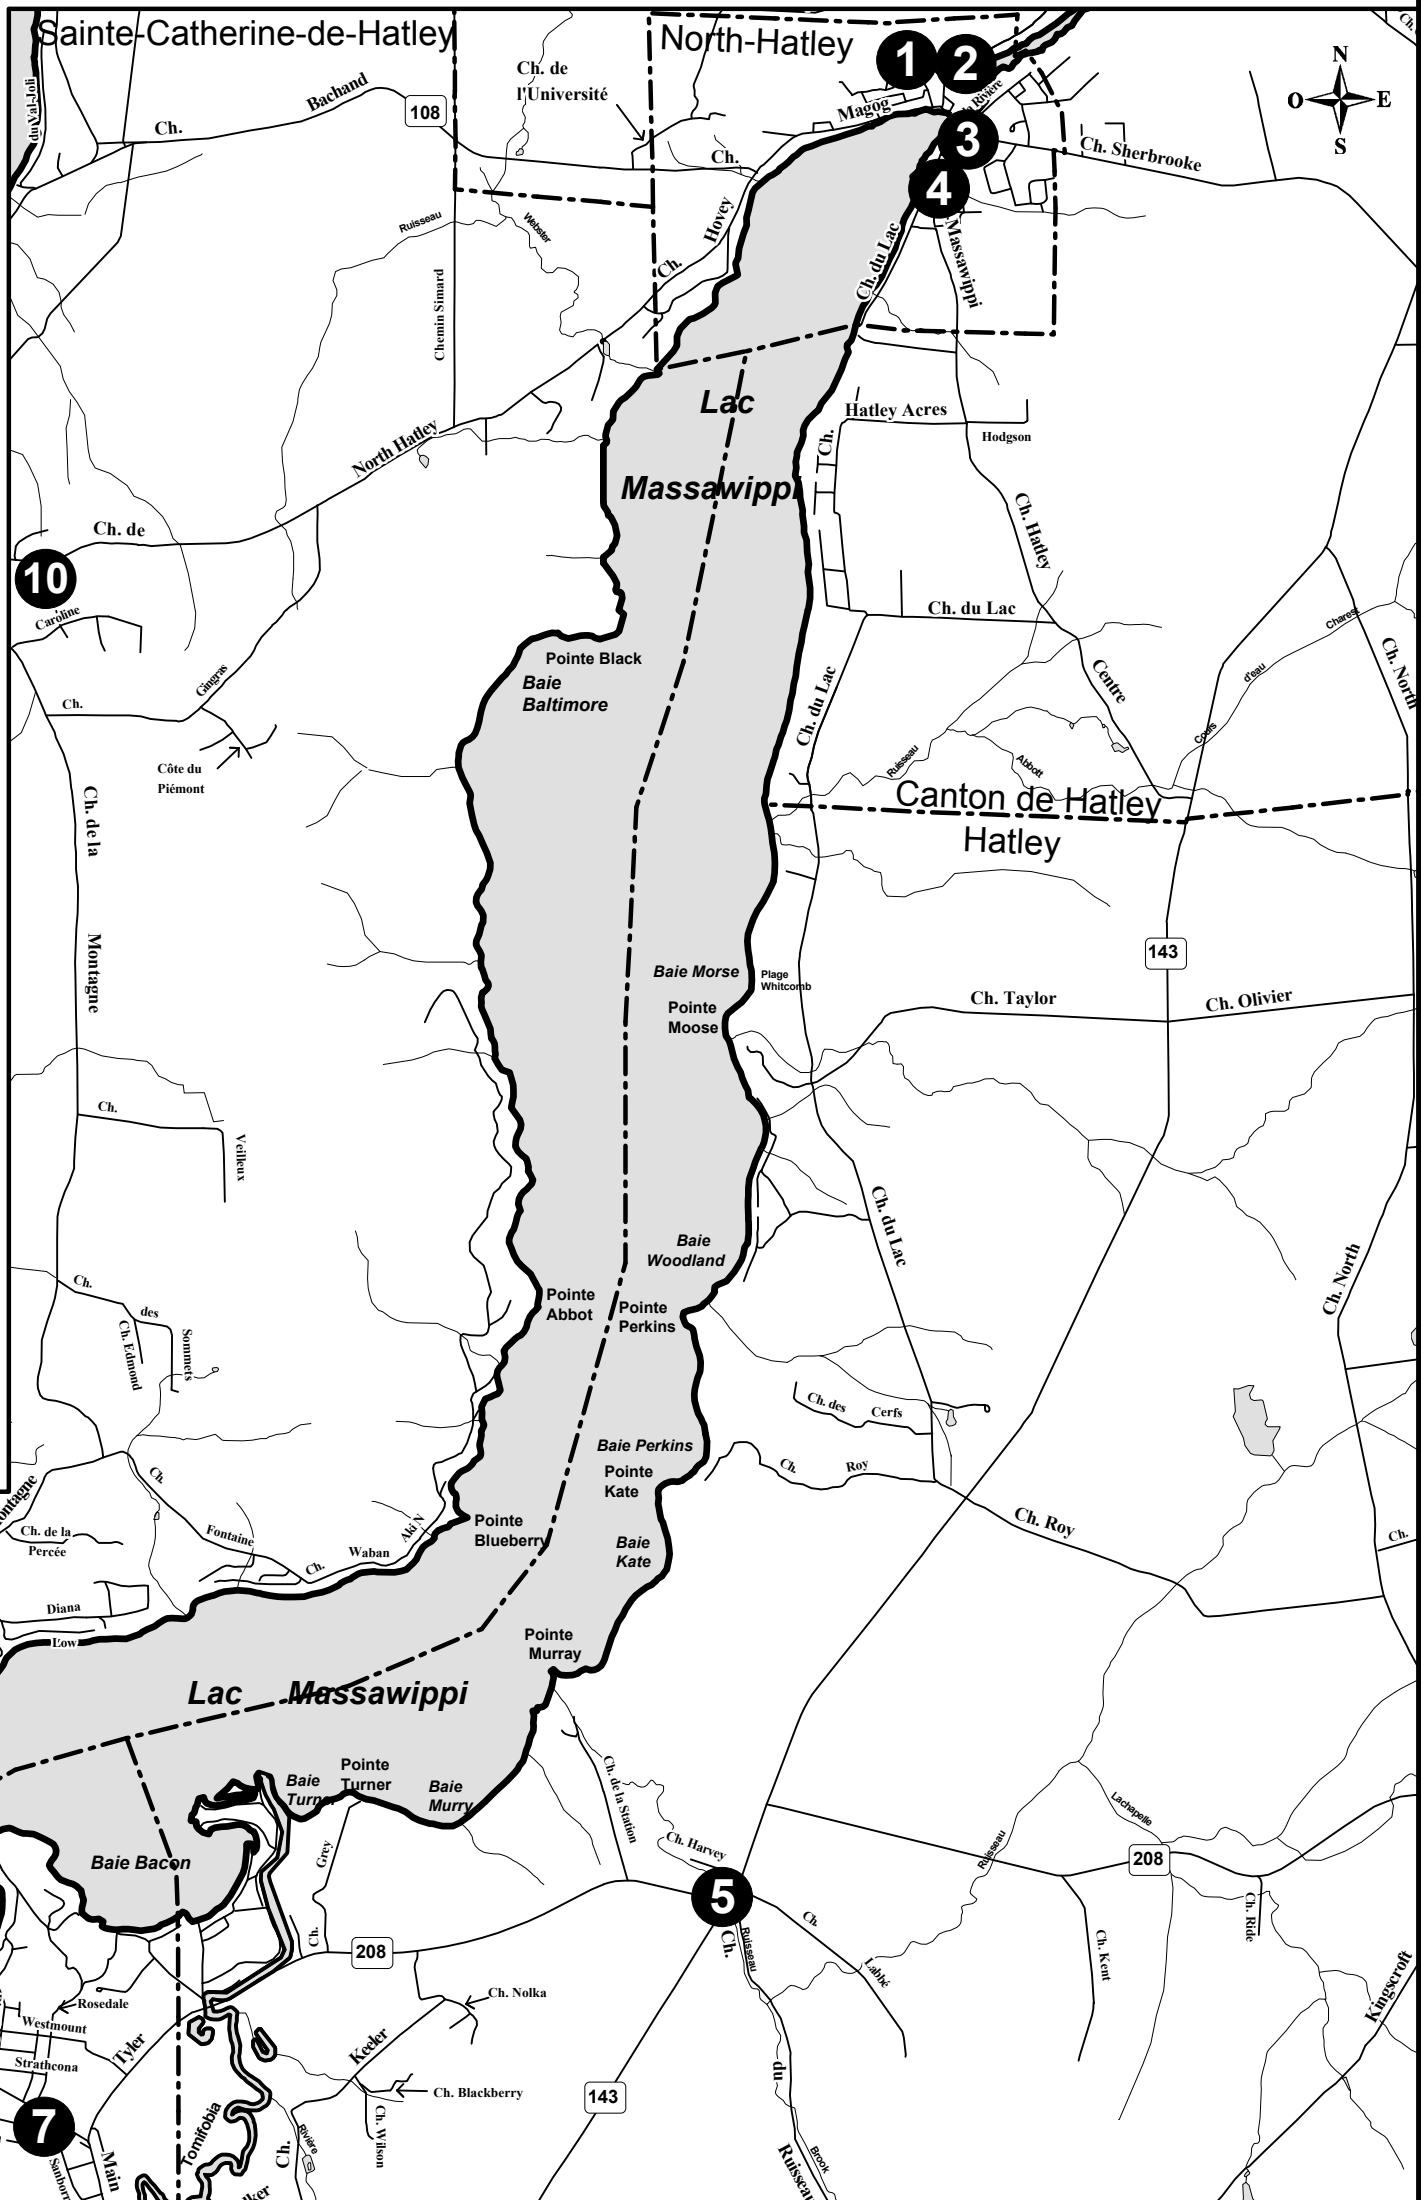 Sainte-Catherine-de-Hatley
North-Hatley
1
2
N
O
E
S
du Val-Joli
Ch.
Bachand
108
Ch. de
l'Université
Magog
la Rivière
3
Ch. Sherbrooke
Ch.
4
Ruisseau
Webster
Hovey
Ch.
Ch. du Lac
Massawippi
Chemin Simard
Lac
Massawippi
Hatley Acres
Ch.
Hodgson
North Hatley
Ch. de
10
Ch. Hatley
Caroline
Ch. du Lac
Charest
d'eau
Cours
Ch. North
Centre
Pointe Black
Baie
Baltimore
Gingras
Ch.
Ch. du Lac
Côte du
Piémont
Ruisseau
Abbott
Ch. de la
Montagne
Canton de Hatley
Hatley
143
Baie Morse
Plage
Whitcomb
Pointe
Moose
Ch. Taylor
Ch. Olivier
Ch.
Veilleux
Ch. du Lac
Baie
Woodland
Ch. North
Ch.
des
Sommets
Ch. Edmond
Pointe
Abbot
Pointe
Perkins
Ch. des
Cerfs
Baie Perkins
Pointe
Kate
Ch.
Roy
Ch. Roy
Ch.
Ch.
Fontaine
Ch. de la
Percée
Ch.
Waban
Aki N
Pointe
Blueberry
Baie
Kate
Diana
Low
Pointe
Murray
Lac Massawippi
Pointe
Turner
Baie
Murry
Ch. de la Station
Ch. Harvey
Lachapelle
Ruisseau
208
Baie Bacon
Grey
Ch.
5
Ch.
Labbé
Ch.
Ruisseau
Ch. Ride
Ch. Kent
Kingscroft
208
Ch. Nolka
Rosedale
Westmount
Tyler
Strathcona
Keeler
Ch. Blackberry
Ch. Wilson
143
7
Main
Tomifobia
Rivière
Ch.
du
Brook